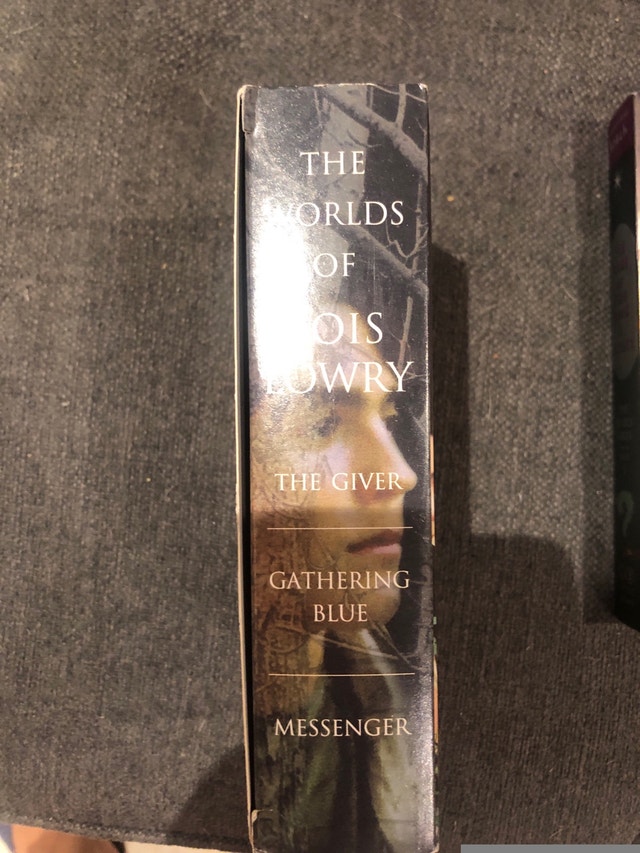 THE
WORLDS
OF
LOIS
LOWRY
THE GIVER
GATHERING
BLUE
MESSENGER